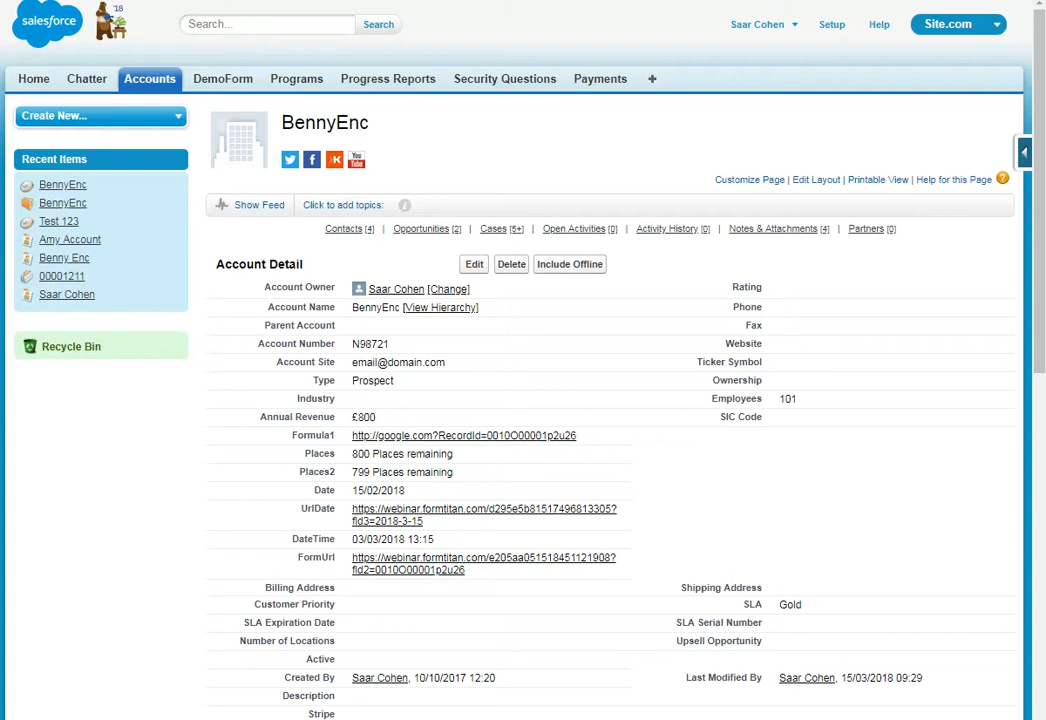 salesforce
'18
Search...
Search
Saar Cohen
Setup
Help
Site.com
Home
Chatter
Accounts
DemoForm
Programs
Progress Reports
Security Questions
Payments
+
Create New...
Recent Items
BennyEnc
BennyEnc
Test 123
Amy Account
Benny Enc
00001211
Saar Cohen
Recycle Bin
BennyEnc
You Tube
Customize Page | Edit Layout | Printable View | Help for this Page ?
Show Feed
Click to add topics:
i
Contacts [4] | Opportunities [2] | Cases [5+] | Open Activities [0] | Activity History [0] | Notes & Attachments [4] | Partners [0]
Account Detail
Edit
Delete
Include Offline
Account Owner Saar Cohen [Change] Rating
Account Name BennyEnc [View Hierarchy] Phone
Parent Account Fax
Account Number N98721 Website
Account Site email@domain.com Ticker Symbol
Type Prospect Ownership
Industry Employees 101
Annual Revenue £800 SIC Code
Formula1 http://google.com?RecordId=0010O00001p2u26
Places 800 Places remaining
Places2 799 Places remaining
Date 15/02/2018
UrlDate https://webinar.formtitan.com/d295e5b81517496813305?
fld3=2018-3-15
DateTime 03/03/2018 13:15
FormUrl https://webinar.formtitan.com/e205aa0515184511​21908?
fld2=0010O00001p2u26
Billing Address Shipping Address
Customer Priority SLA Gold
SLA Expiration Date SLA Serial Number
Number of Locations Upsell Opportunity
Active
Created By Saar Cohen, 10/10/2017 12:20 Last Modified By Saar Cohen, 15/03/2018 09:29
Description
Stripe